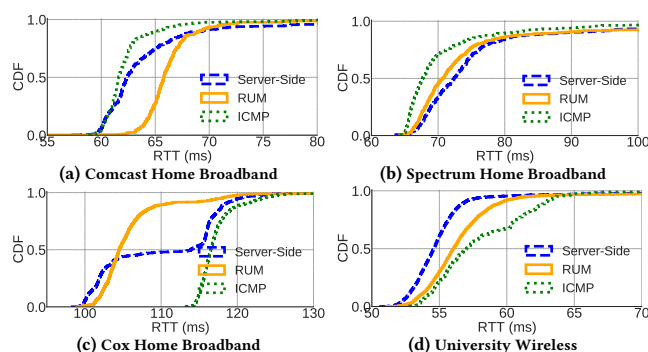 1.0
CDF
0.5
0.0
55 60 65 70 75 80
RTT (ms)
Server-Side
RUM
ICMP
(a) Comcast Home Broadband
1.0
CDF
0.5
0.0
60 70 80 90 100
RTT (ms)
Server-Side
RUM
ICMP
(b) Spectrum Home Broadband
1.0
CDF
0.5
0.0
100 110 120 130
RTT (ms)
Server-Side
RUM
ICMP
(c) Cox Home Broadband
1.0
CDF
0.5
0.0
50 55 60 65 70
RTT (ms)
Server-Side
RUM
ICMP
(d) University Wireless